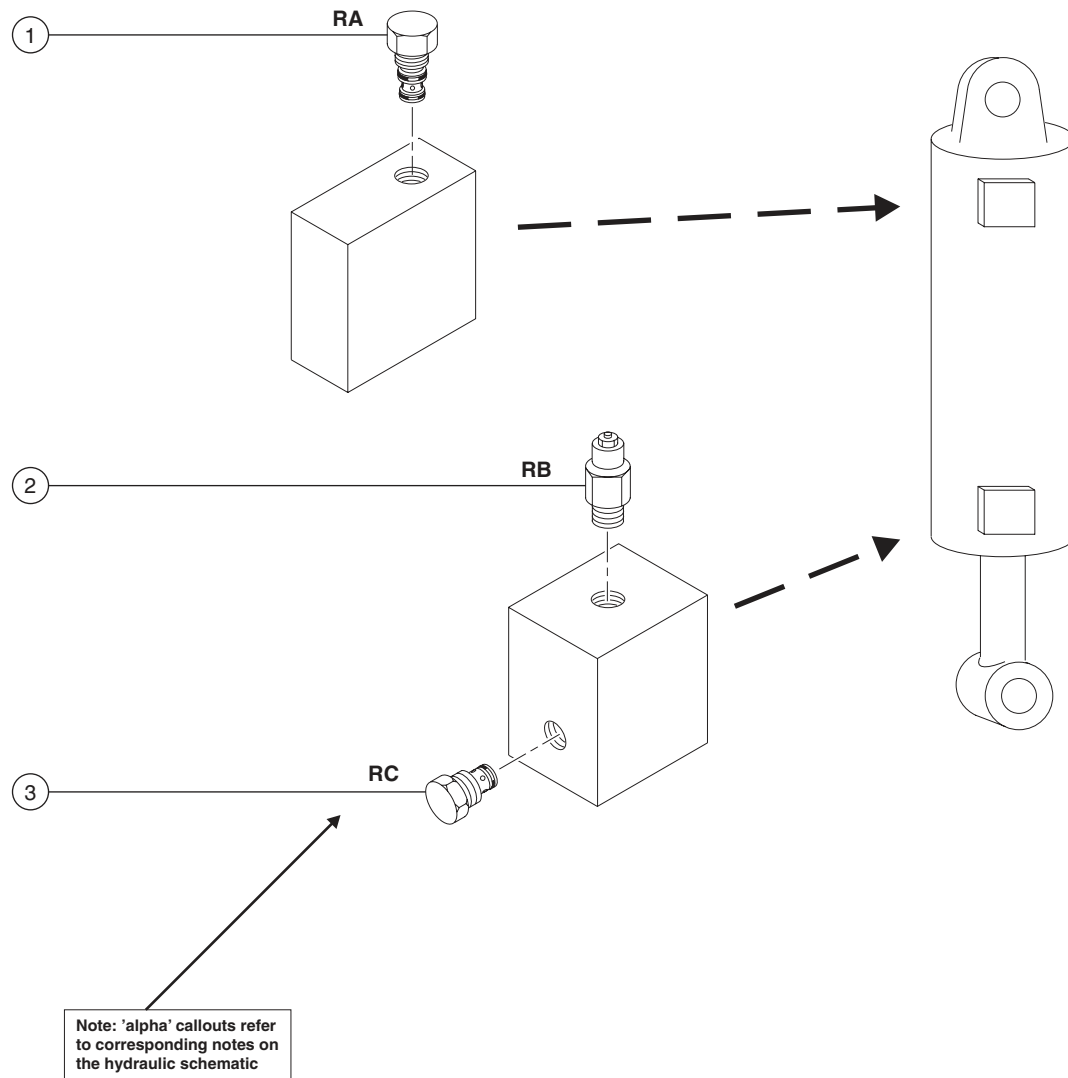 RA
1
RB
2
RC
3
Note: ’alpha’ callouts refer
to corresponding notes on
the hydraulic schematic